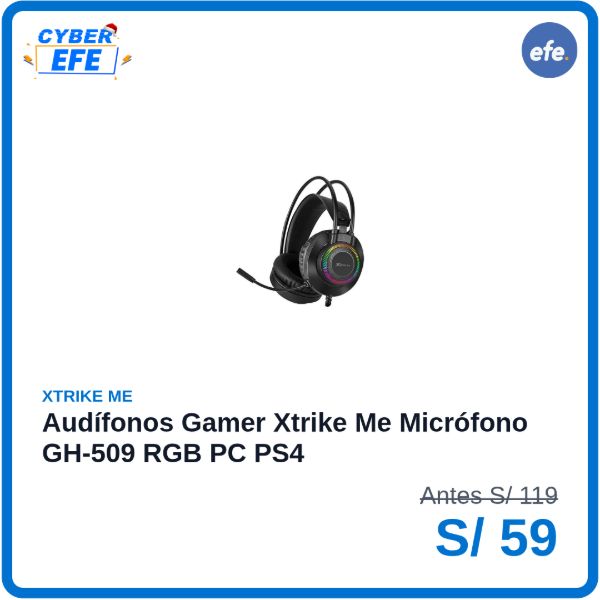 CYBER
EFE
efe.
XTRIKE ME
Audífonos Gamer Xtrike Me Micrófono
GH-509 RGB PC PS4
Antes S/ 119
S/ 59